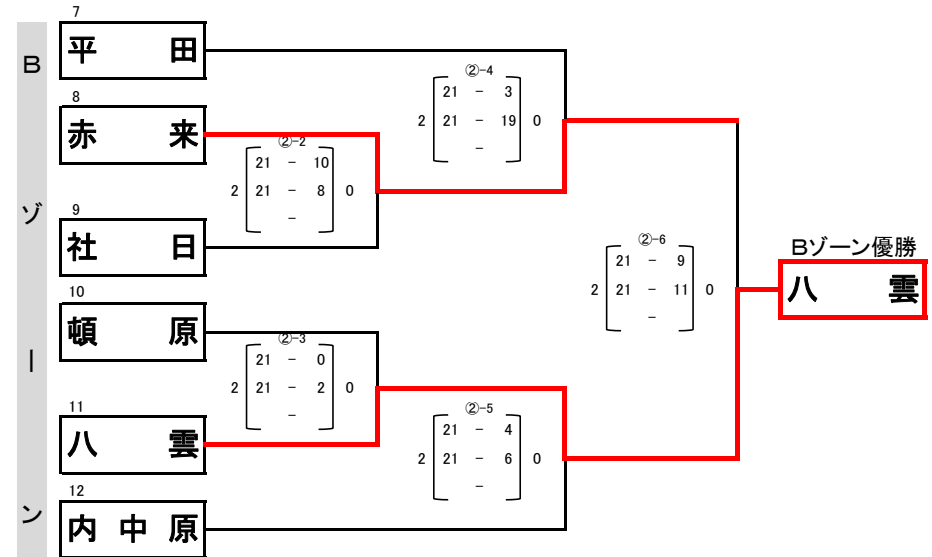 Bゾーン
7
平田
8
赤来
9
社日
10
頓原
11
八雲
12
内中原
②-2
21 - 10
2 21 - 8 0
-
②-3
21 - 0
2 21 - 2 0
-
②-4
21 - 3
2 21 - 19 0
-
②-5
21 - 4
2 21 - 6 0
-
②-6
21 - 9
2 21 - 11 0
-
Bゾーン優勝
八雲